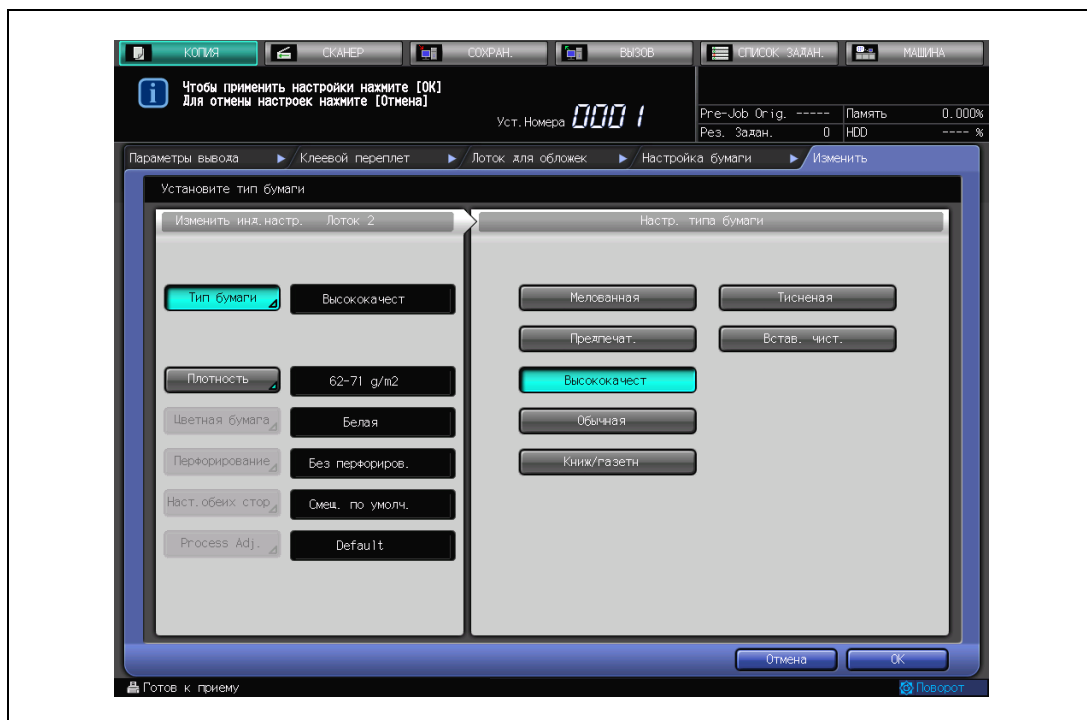 КОПИЯ СКАНЕР СОХРАН. ВЫЗОВ СПИСОК ЗАДАН. МАШИНА
Чтобы применить настройки нажмите [OK]
Для отмены настроек нажмите [Отмена]
Уст. Номера 0001
Pre-Job Orig. ----- Память 0.000%
Рез. Задан. 0 HDD ---- %
Параметры вывода Клеевой переплет Лоток для обложек Настройка бумаги Изменить
Установите тип бумаги
Изменить инд.настр. Лоток 2
Настр. типа бумаги
Тип бумаги Высококачест
Мелованная Тисненая
Предпечат. Встав. чист.
Плотность 62-71 g/m2
Высококачест
Цветная бумага Белая
Обычная
Перфорирование Без перфориров.
Книж/газетн
Наст.обеих стор Смещ. по умолч.
Process Adj. Default
Отмена OK
Готов к приему Поворот